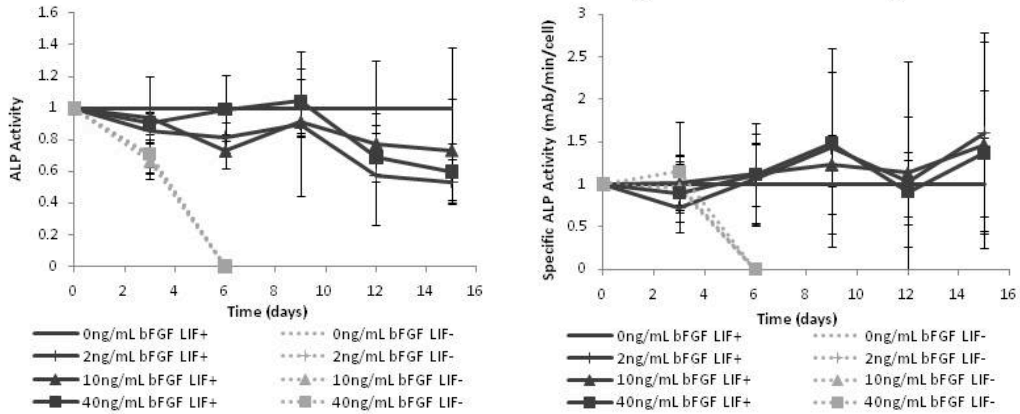 1.6
1.4
1.2
1
0.8
0.6
0.4
0.2
0
ALP Activity
0 2 4 6 8 10 12 14 16
Time (days)
0ng/mL bFGF LIF+ 0ng/mL bFGF LIF-
2ng/mL bFGF LIF+ 2ng/mL bFGF LIF-
10ng/mL bFGF LIF+ 10ng/mL bFGF LIF-
40ng/mL bFGF LIF+ 40ng/mL bFGF LIF-
3
2.5
2
1.5
1
0.5
0
Specific ALP Activity (mAb/min/cell)
0 2 4 6 8 10 12 14 16
Time (days)
0ng/mL bFGF LIF+ 0ng/mL bFGF LIF-
2ng/mL bFGF LIF+ 2ng/mL bFGF LIF-
10ng/mL bFGF LIF+ 10ng/mL bFGF LIF-
40ng/mL bFGF LIF+ 40ng/mL bFGF LIF-